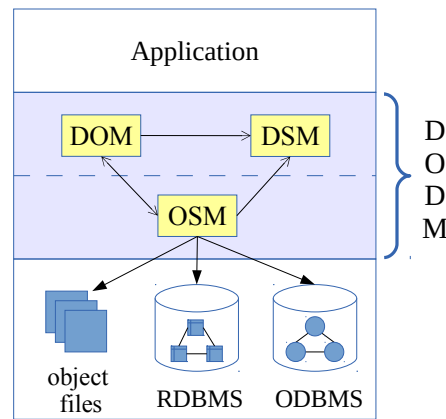 Application
DOM
DSM
OSM
D
O
D
M
object
files
RDBMS
ODBMS